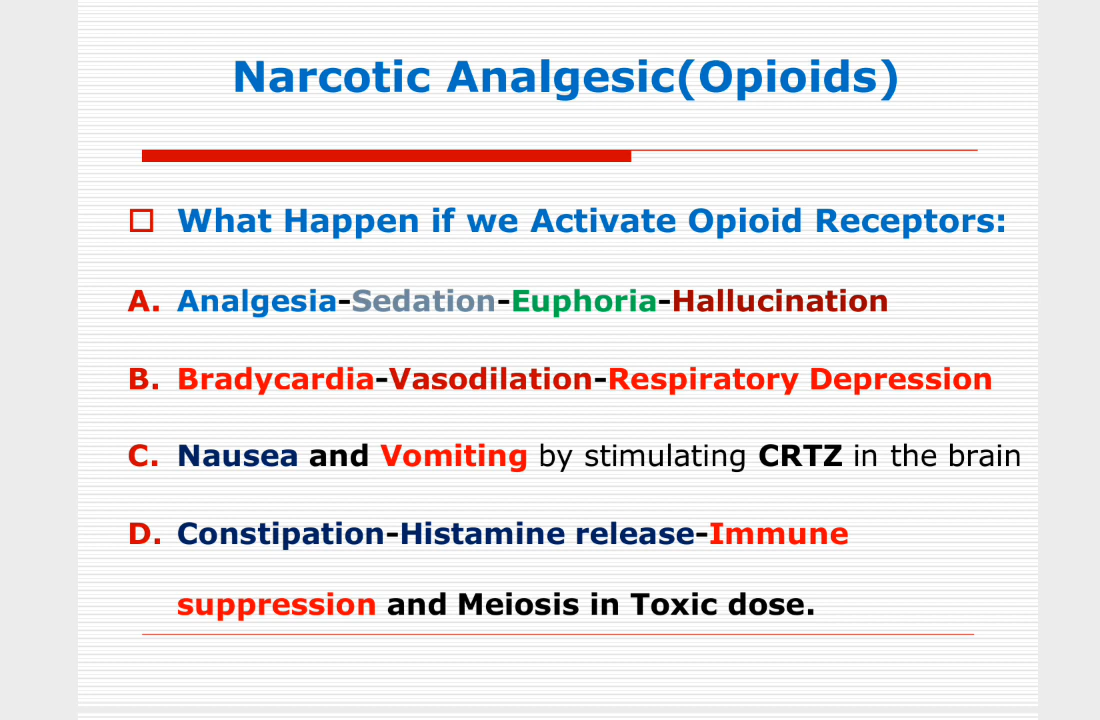 Narcotic Analgesic(Opioids)
What Happen if we Activate Opioid Receptors:
A. Analgesia-Sedation-Euphoria-Hallucination
B. Bradycardia-Vasodilation-Respiratory Depression
C. Nausea and Vomiting by stimulating CRTZ in the brain
D. Constipation-Histamine release-Immune
suppression and Meiosis in Toxic dose.